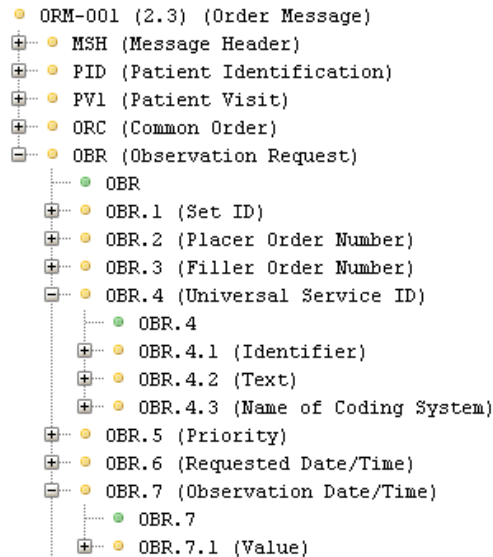 ORM-001 (2.3) (Order Message)
MSH (Message Header)
PID (Patient Identification)
PV1 (Patient Visit)
ORC (Common Order)
OBR (Observation Request)
OBR
OBR.1 (Set ID)
OBR.2 (Placer Order Number)
OBR.3 (Filler Order Number)
OBR.4 (Universal Service ID)
OBR.4
OBR.4.1 (Identifier)
OBR.4.2 (Text)
OBR.4.3 (Name of Coding System)
OBR.5 (Priority)
OBR.6 (Requested Date/Time)
OBR.7 (Observation Date/Time)
OBR.7
OBR.7.1 (Value)